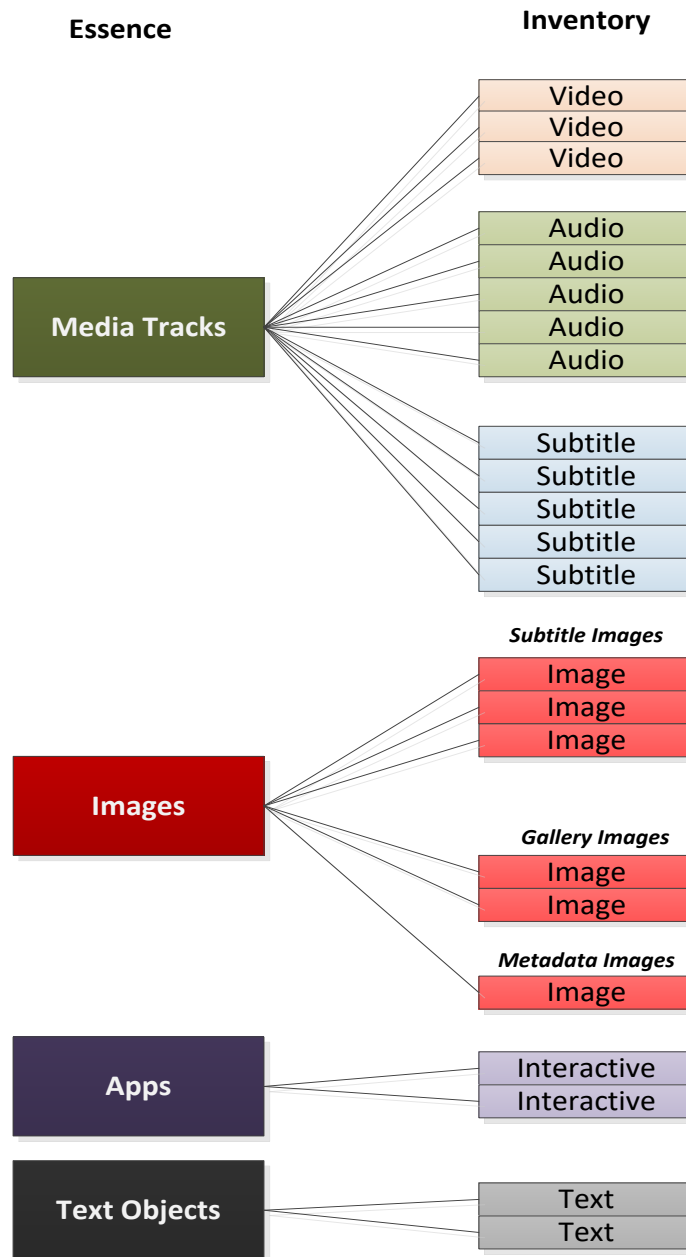 Essence
Inventory
Video
Video
Video
Audio
Audio
Audio
Audio
Audio
Media Tracks
Subtitle
Subtitle
Subtitle
Subtitle
Subtitle
Subtitle Images
Image
Image
Image
Images
Gallery Images
Image
Image
Metadata Images
Image
Apps
Interactive
Interactive
Text Objects
Text
Text